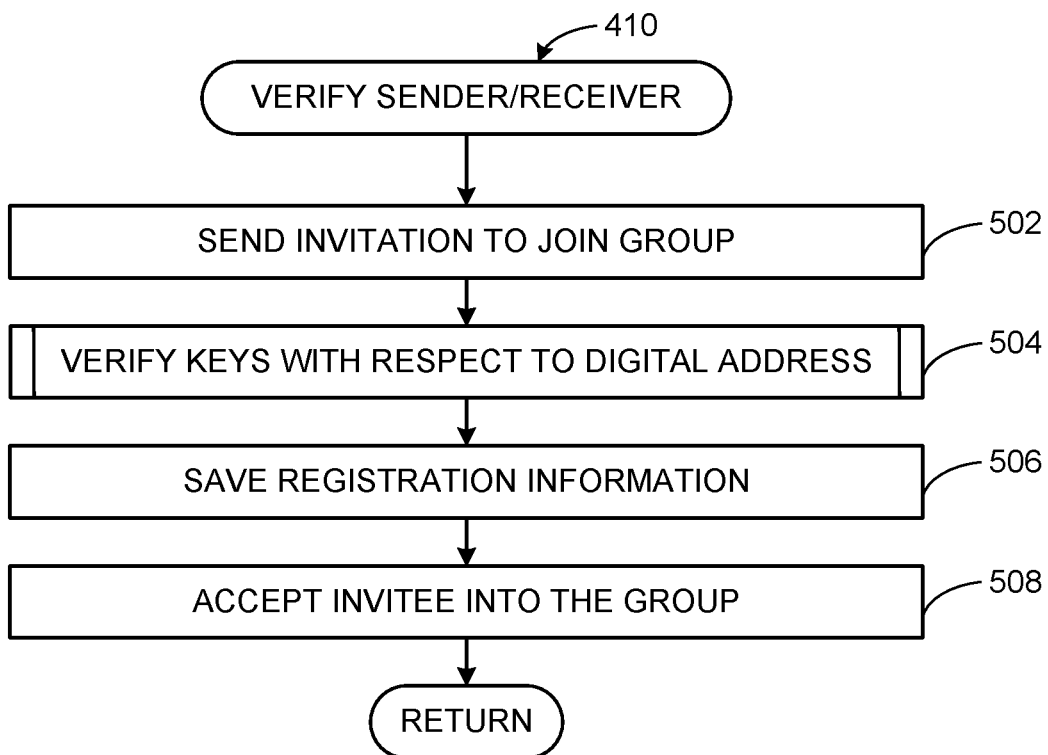 410
VERIFY SENDER/RECEIVER
SEND INVITATION TO JOIN GROUP
502
VERIFY KEYS WITH RESPECT TO DIGITAL ADDRESS
504
SAVE REGISTRATION INFORMATION
506
ACCEPT INVITEE INTO THE GROUP
508
RETURN